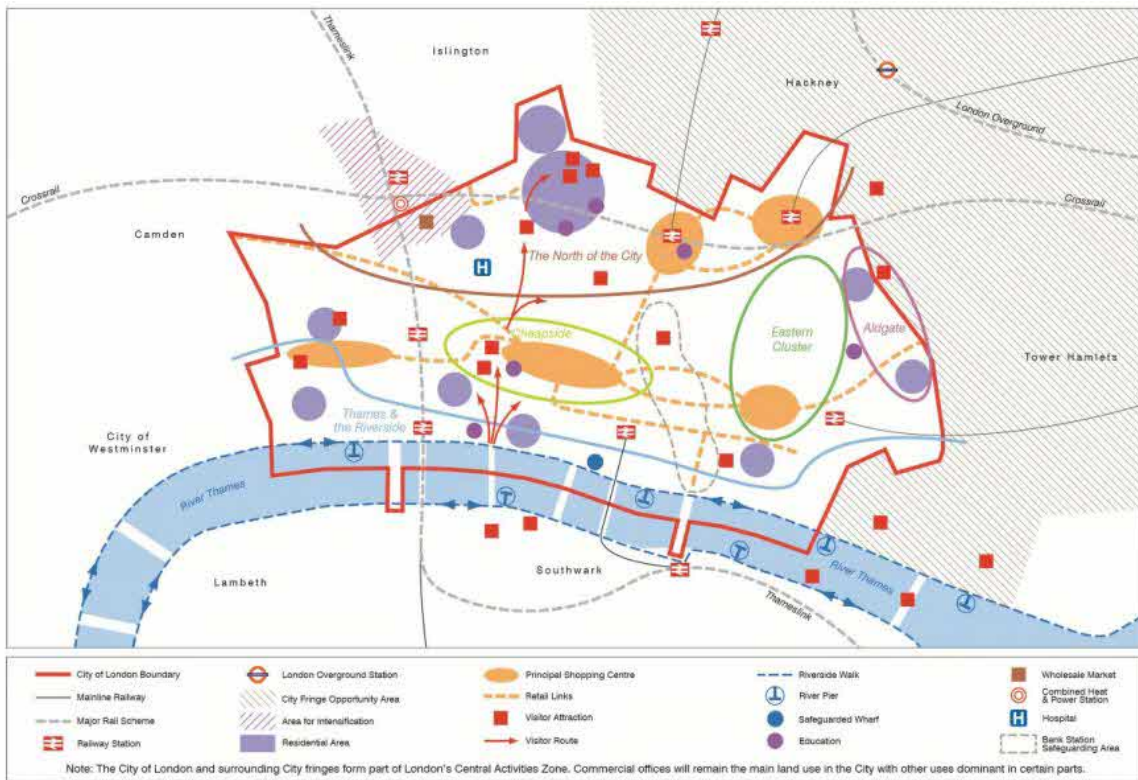 Thameslink
Islington
Hackney
London Overground
Crossrail
Crossrail
Camden
The North of the City
H
Cheapside
Eastern
Cluster
Aldgate
Tower Hamlets
Thames &
the Riverside
City of
Westminster
River Thames
Lambeth
Southwark
River Thames
Thameslink
City of London Boundary
Mainline Railway
Major Rail Scheme
Railway Station
London Overground Station
City Fringe Opportunity Area
Area for Intensification
Residential Area
Principal Shopping Centre
Retail Links
Visitor Attraction
Visitor Route
Riverside Walk
River Pier
Safeguarded Wharf
Education
Wholesale Market
Combined Heat
& Power Station
H Hospital
Bank Station
Safeguarding Area
Note: The City of London and surrounding City fringes form part of London's Central Activities Zone. Commercial offices will remain the main land use in the City with other uses dominant in certain parts.